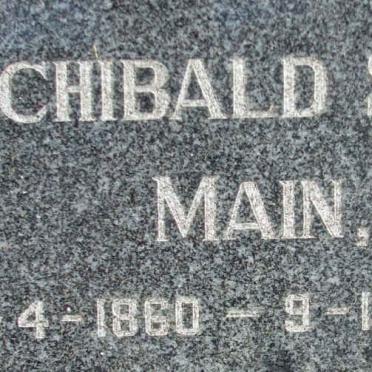 CHIBALD
MAIN,
4-1860 — 9-1